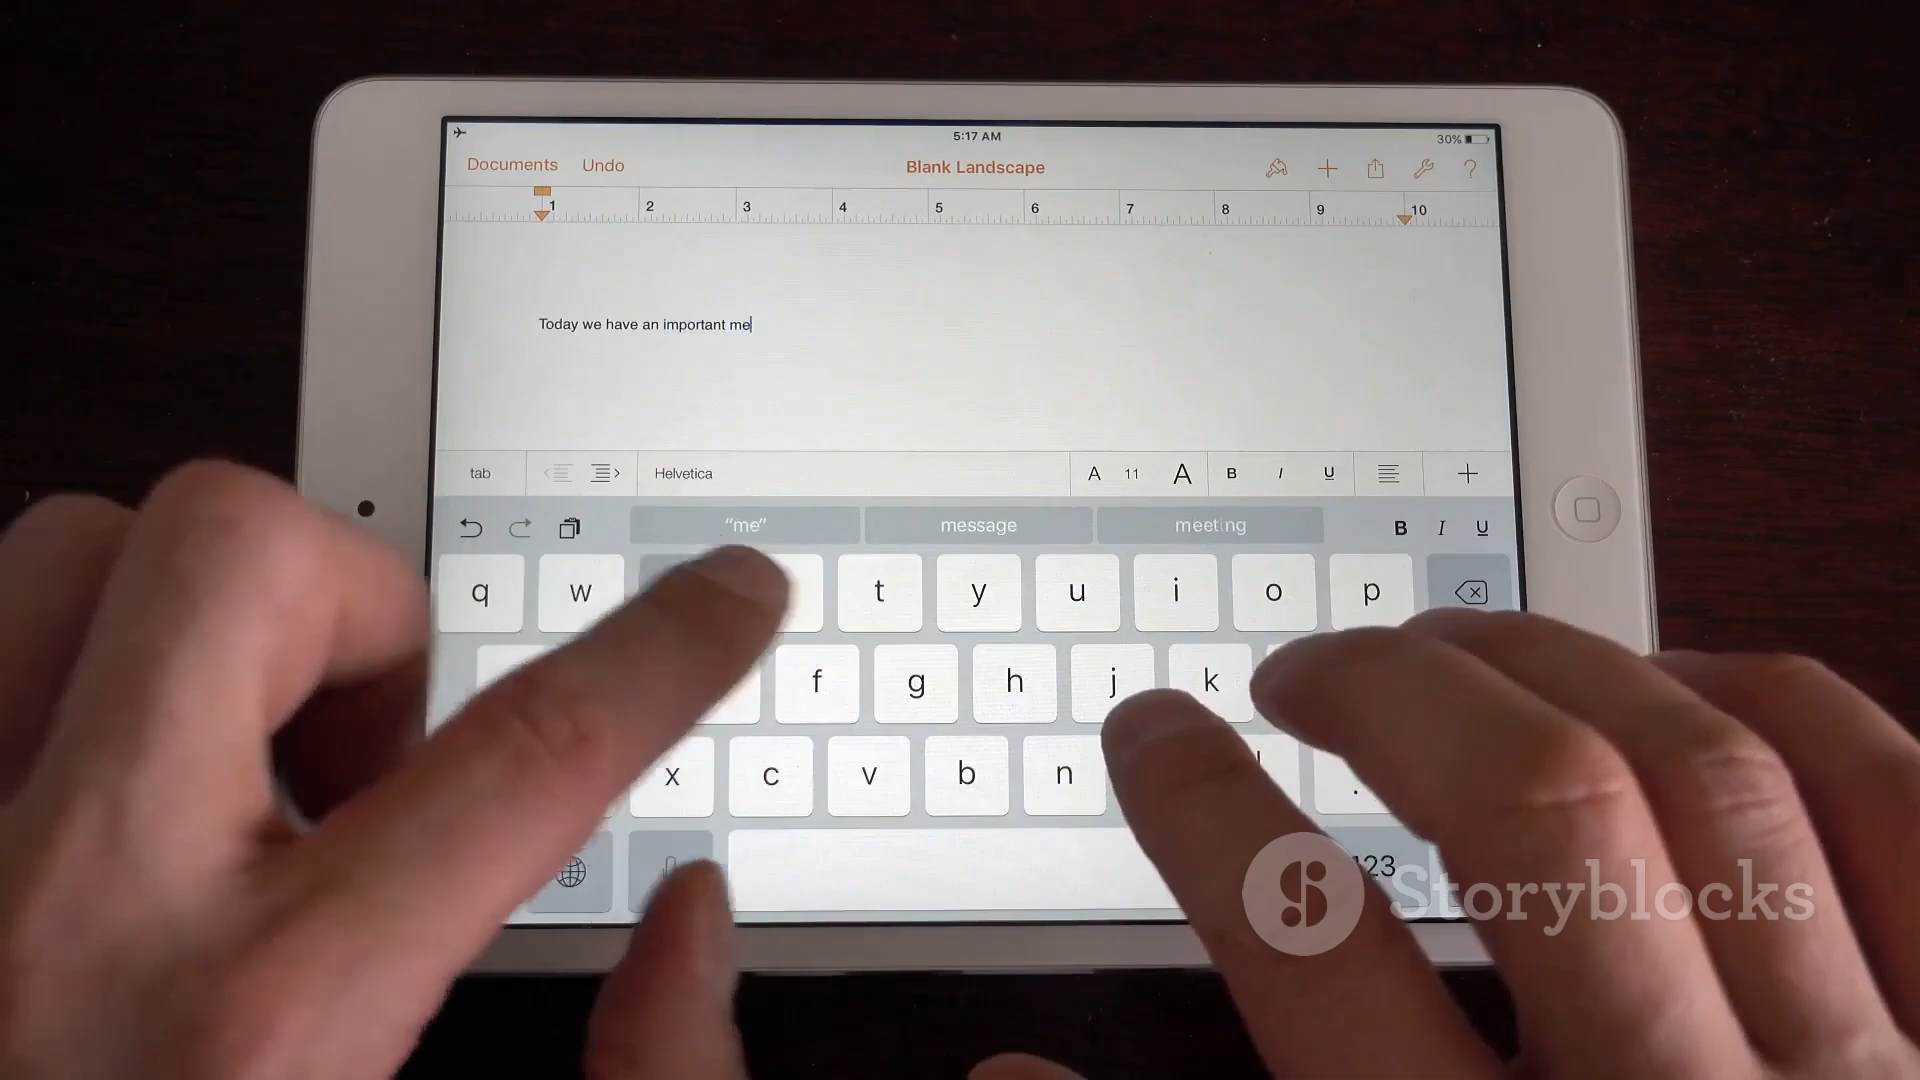 5:17 AM
30%
Documents Undo Blank Landscape ?
1 2 3 4 5 6 7 8 9 10
Today we have an important me
tab Helvetica A 11 A B I U
“me” message meeting B I U
q w t y u i o p
f g h j k
x c v b n .
123
Storyblocks